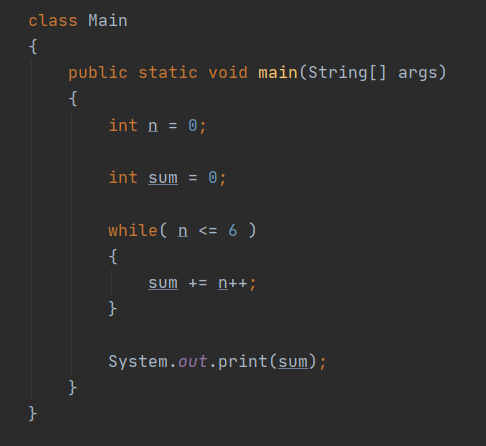 class Main
{
    public static void main(String[] args)
    {
        int n = 0;

        int sum = 0;

        while( n <= 6 )
        {
            sum += n++;
        }

        System.out.print(sum);
    }
}